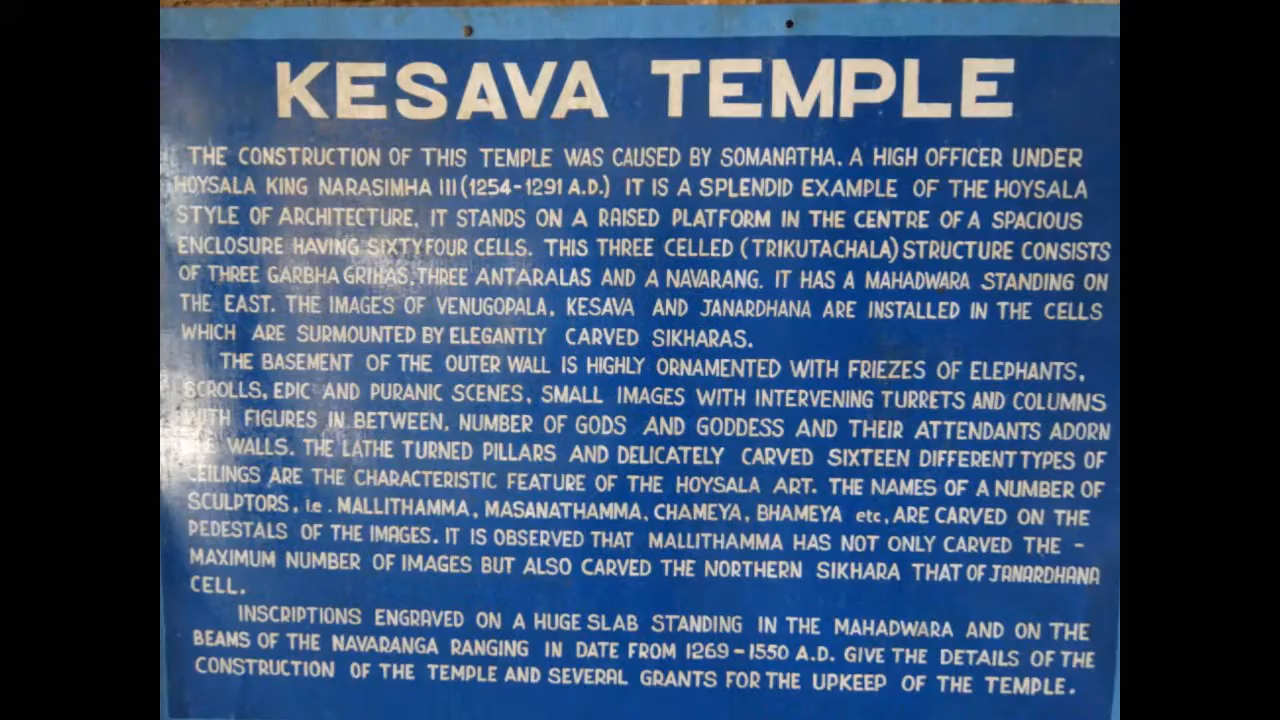 KESAVA TEMPLE
THE CONSTRUCTION OF THIS TEMPLE WAS CAUSED BY SOMANATHA, A HIGH OFFICER UNDER
HOYSALA KING NARASIMHA III (1254-1291 A.D.) IT IS A SPLENDID EXAMPLE OF THE HOYSALA
STYLE OF ARCHITECTURE. IT STANDS ON A RAISED PLATFORM IN THE CENTRE OF A SPACIOUS
ENCLOSURE HAVING SIXTYFOUR CELLS. THIS THREE CELLED (TRIKUTACHALA) STRUCTURE CONSISTS
OF THREE GARBHA GRIHAS, THREE ANTARALAS AND A NAVARANG. IT HAS A MAHADWARA STANDING ON
THE EAST. THE IMAGES OF VENUGOPALA, KESAVA AND JANARDHANA ARE INSTALLED IN THE CELLS
WHICH ARE SURMOUNTED BY ELEGANTLY CARVED SIKHARAS.
THE BASEMENT OF THE OUTER WALL IS HIGHLY ORNAMENTED WITH FRIEZES OF ELEPHANTS,
SCROLLS, EPIC AND PURANIC SCENES, SMALL IMAGES WITH INTERVENING TURRETS AND COLUMNS
WITH FIGURES IN BETWEEN, NUMBER OF GODS AND GODDESS AND THEIR ATTENDANTS ADORN
WALLS. THE LATHE TURNED PILLARS AND DELICATELY CARVED SIXTEEN DIFFERENT TYPES OF
CEILINGS ARE THE CHARACTERISTIC FEATURE OF THE HOYSALA ART. THE NAMES OF A NUMBER OF
SCULPTORS, i.e. MALLITHAMMA, MASANATHAMMA, CHAMEYA, BHAMEYA etc, ARE CARVED ON THE
PEDESTALS OF THE IMAGES. IT IS OBSERVED THAT MALLITHAMMA HAS NOT ONLY CARVED THE -
MAXIMUM NUMBER OF IMAGES BUT ALSO CARVED THE NORTHERN SIKHARA THAT OF JANARDHANA
CELL.
INSCRIPTIONS ENGRAVED ON A HUGE SLAB STANDING IN THE MAHADWARA AND ON THE
BEAMS OF THE NAVARANGA RANGING IN DATE FROM 1269-1550 A.D. GIVE THE DETAILS OF THE
CONSTRUCTION OF THE TEMPLE AND SEVERAL GRANTS FOR THE UPKEEP OF THE TEMPLE.